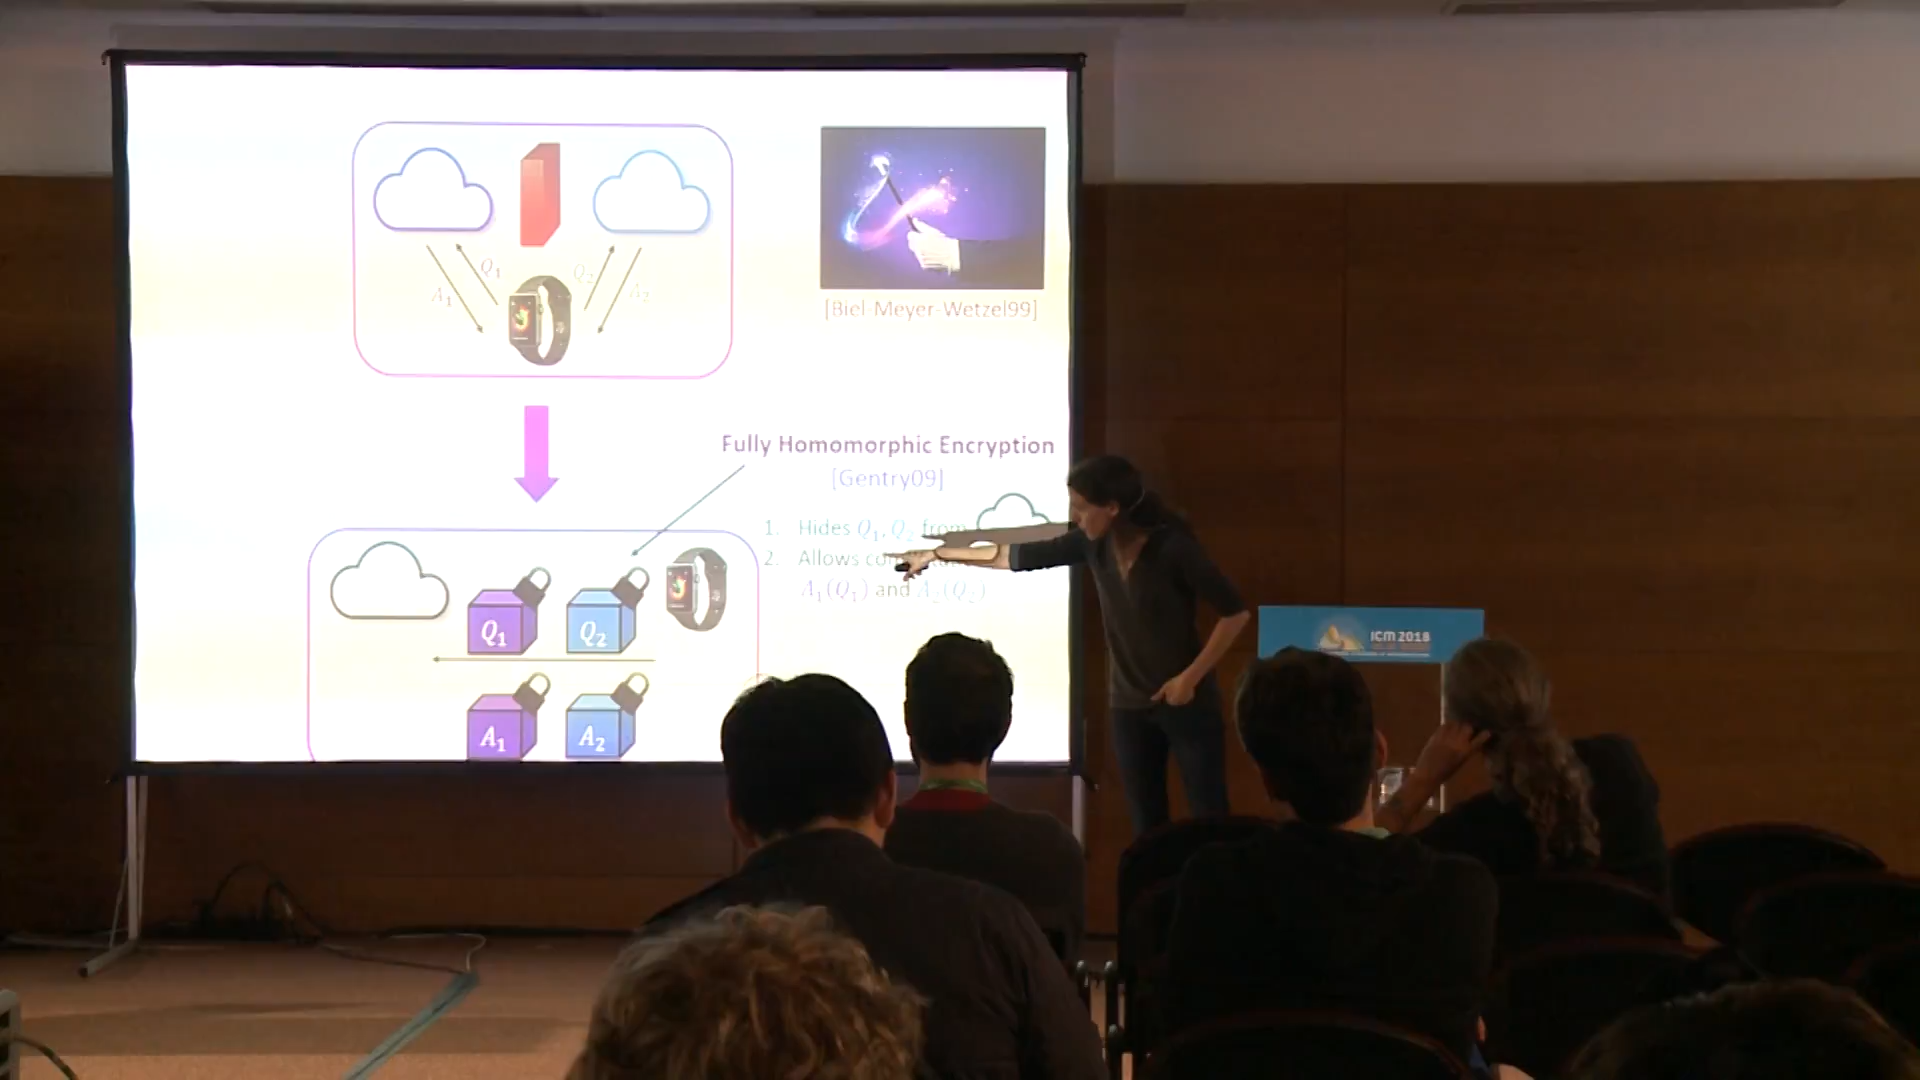 Q₁
Q₂
A₁
A₂
[Biel-Meyer-Wetzel99]
Fully Homomorphic Encryption
[Gentry09]
1. Hides Q₁, Q₂ from
2. Allows
A₁(Q₁) and A₂(Q₂)
Q₁
Q₂
A₁
A₂
ICM 2018